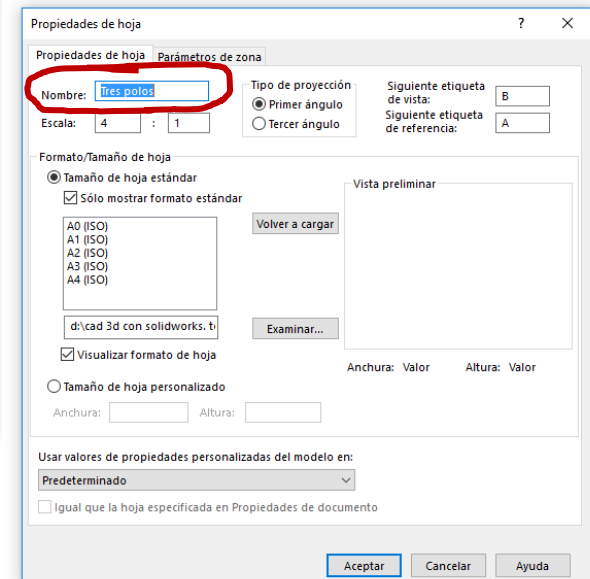 Propiedades de hoja ? ×
Propiedades de hoja Parámetros de zona
Nombre: Tres polos
Escala: 4 : 1
Tipo de proyección
Primer ángulo
Tercer ángulo
Siguiente etiqueta
de vista: B
Siguiente etiqueta
de referencia: A
Formato/Tamaño de hoja
Tamaño de hoja estándar
Sólo mostrar formato estándar
A0 (ISO)
A1 (ISO)
A2 (ISO)
A3 (ISO)
A4 (ISO)
Volver a cargar
d:\cad 3d con solidworks. t
Examinar...
Visualizar formato de hoja
Vista preliminar
Anchura: Valor Altura: Valor
Tamaño de hoja personalizado
Anchura: Altura:
Usar valores de propiedades personalizadas del modelo en:
Predeterminado
Igual que la hoja especificada en Propiedades de documento
Aceptar Cancelar Ayuda